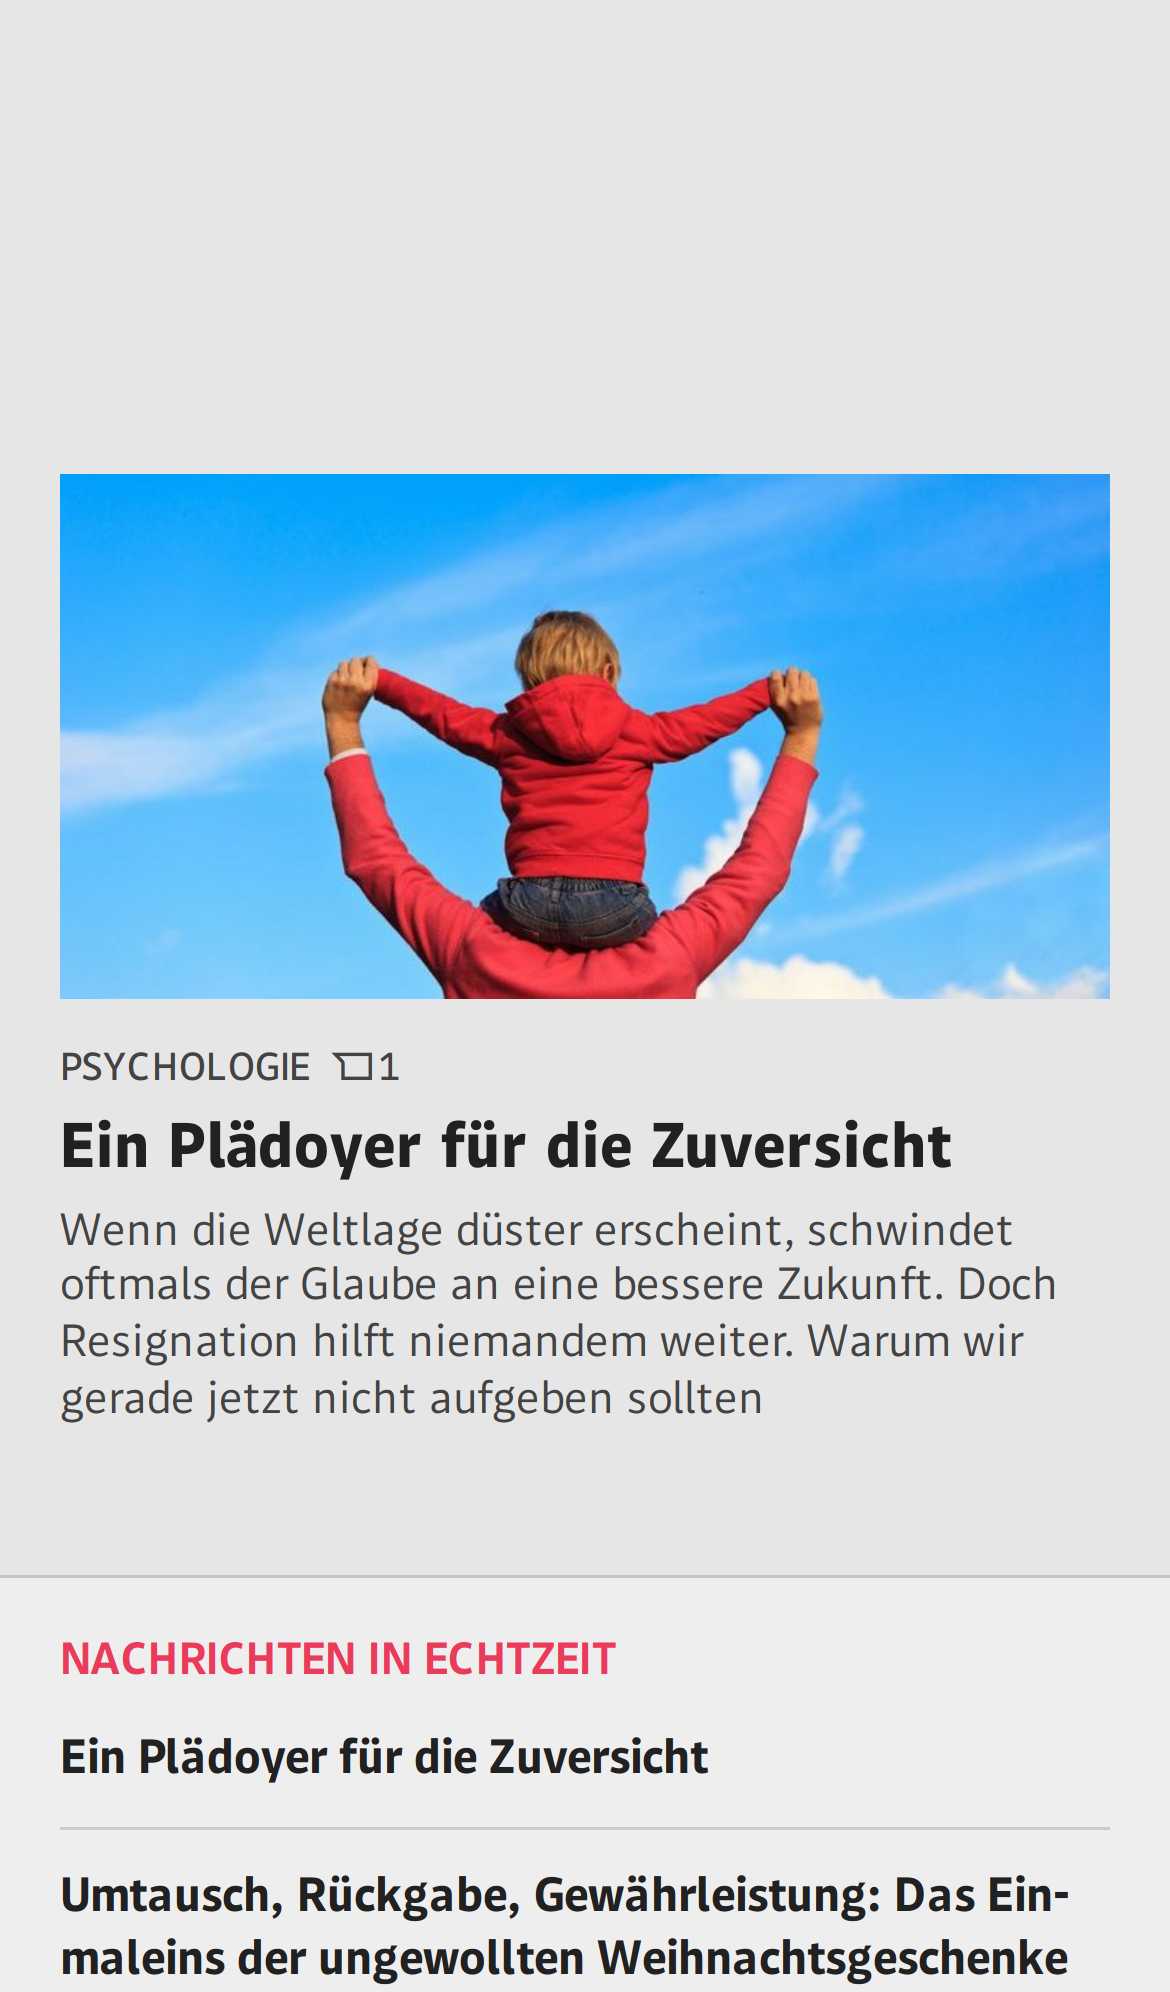 PSYCHOLOGIE 1
Ein Plädoyer für die Zuversicht
Wenn die Weltlage düster erscheint, schwindet
oftmals der Glaube an eine bessere Zukunft. Doch
Resignation hilft niemandem weiter. Warum wir
gerade jetzt nicht aufgeben sollten
NACHRICHTEN IN ECHTZEIT
Ein Plädoyer für die Zuversicht
Umtausch, Rückgabe, Gewährleistung: Das Ein-
maleins der ungewollten Weihnachtsgeschenke